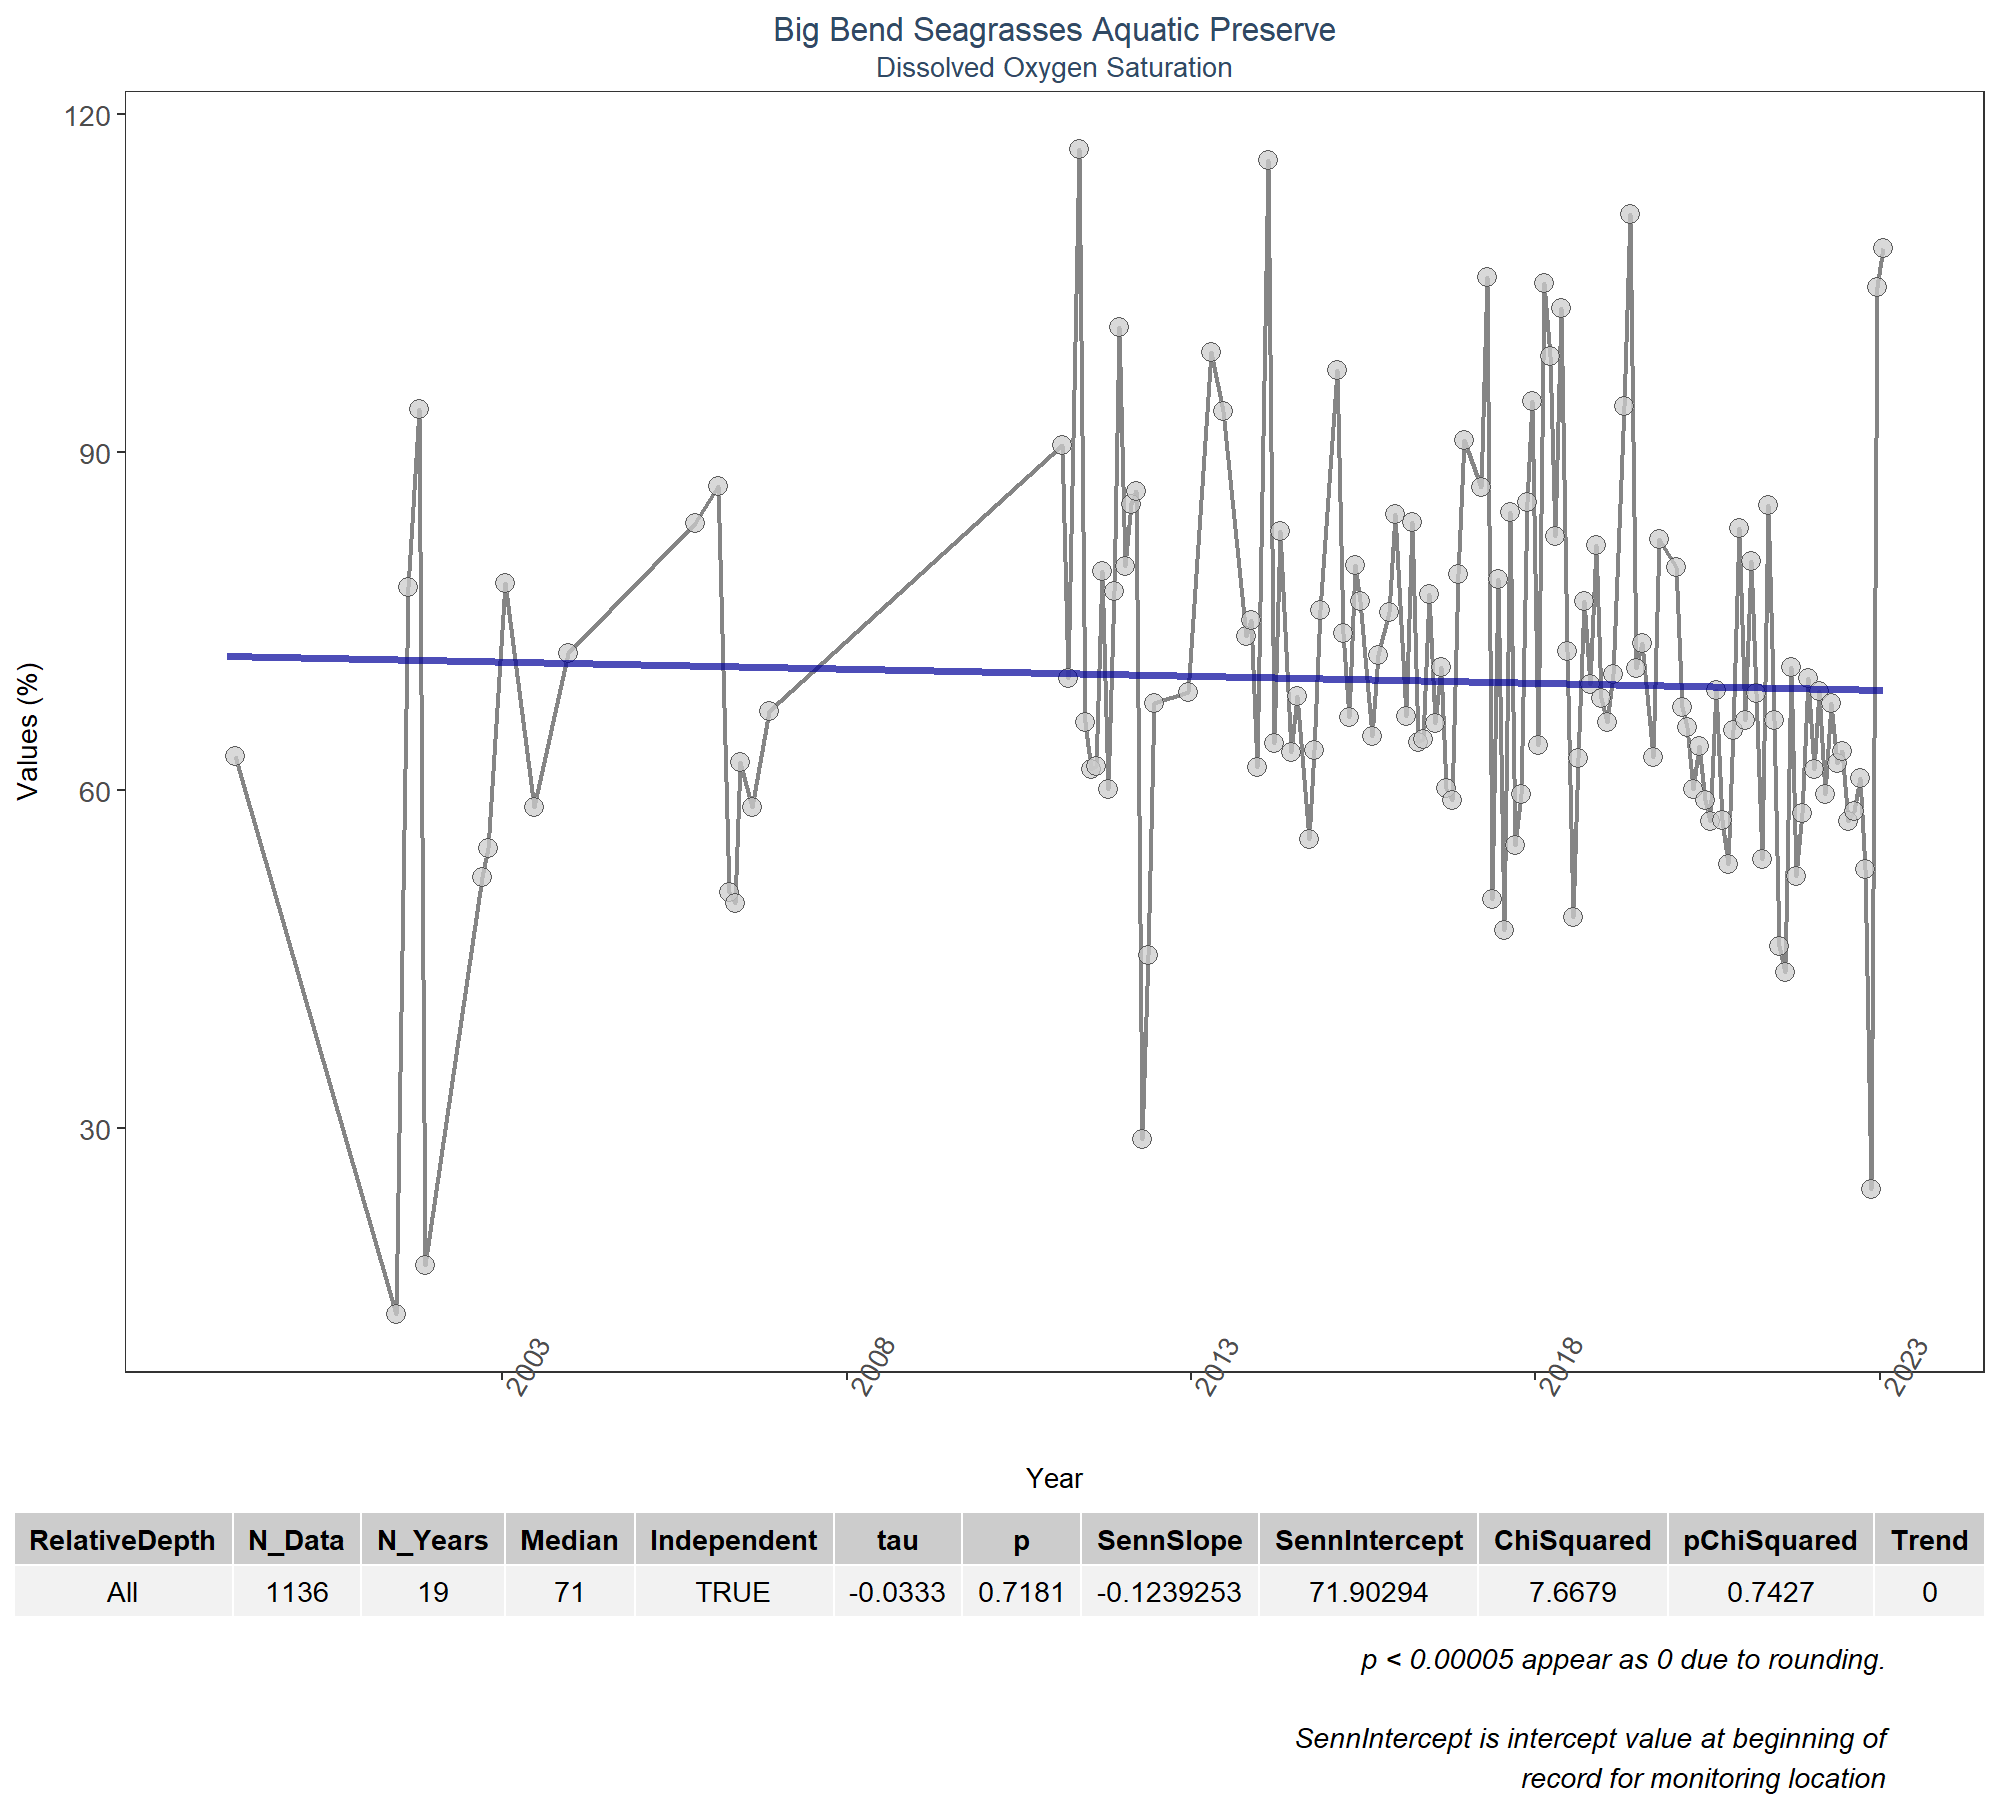 Big Bend Seagrasses Aquatic Preserve
Dissolved Oxygen Saturation
120
90
60
30
Values (%)
2003
2008
2013
2018
2023
Year
RelativeDepth N_Data N_Years Median Independent tau p SennSlope SennIntercept ChiSquared pChiSquared Trend
All 1136 19 71 TRUE -0.0333 0.7181 -0.1239253 71.90294 7.6679 0.7427 0
p < 0.00005 appear as 0 due to rounding.
SennIntercept is intercept value at beginning of
record for monitoring location